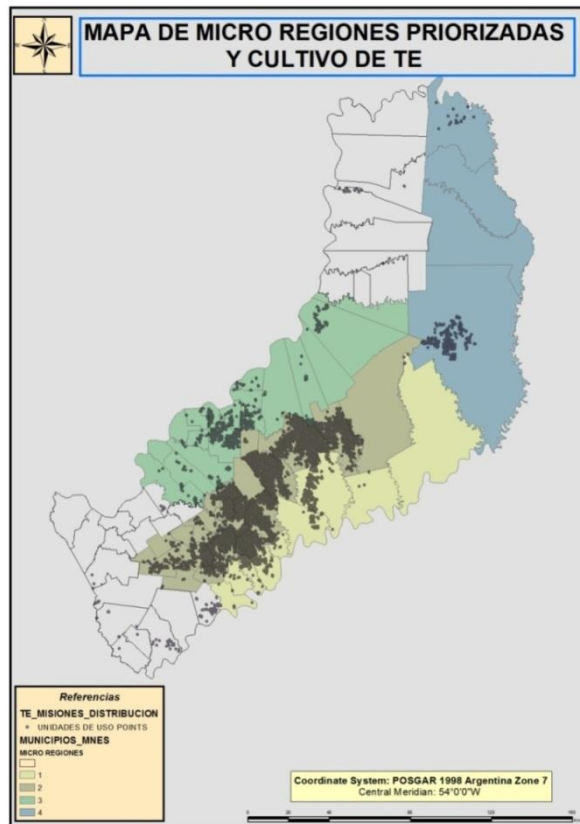 MAPA DE MICRO REGIONES PRIORIZADAS
Y CULTIVO DE TE
Referencias
TE_MISIONES_DISTRIBUCION
UNIDADES DE USO POINTS
MUNICIPIOS_MNES
MICRO REGIONES
1
2
3
4
Coordinate System: POSGAR 1998 Argentina Zone 7
Central Meridian: 54°0'0"W